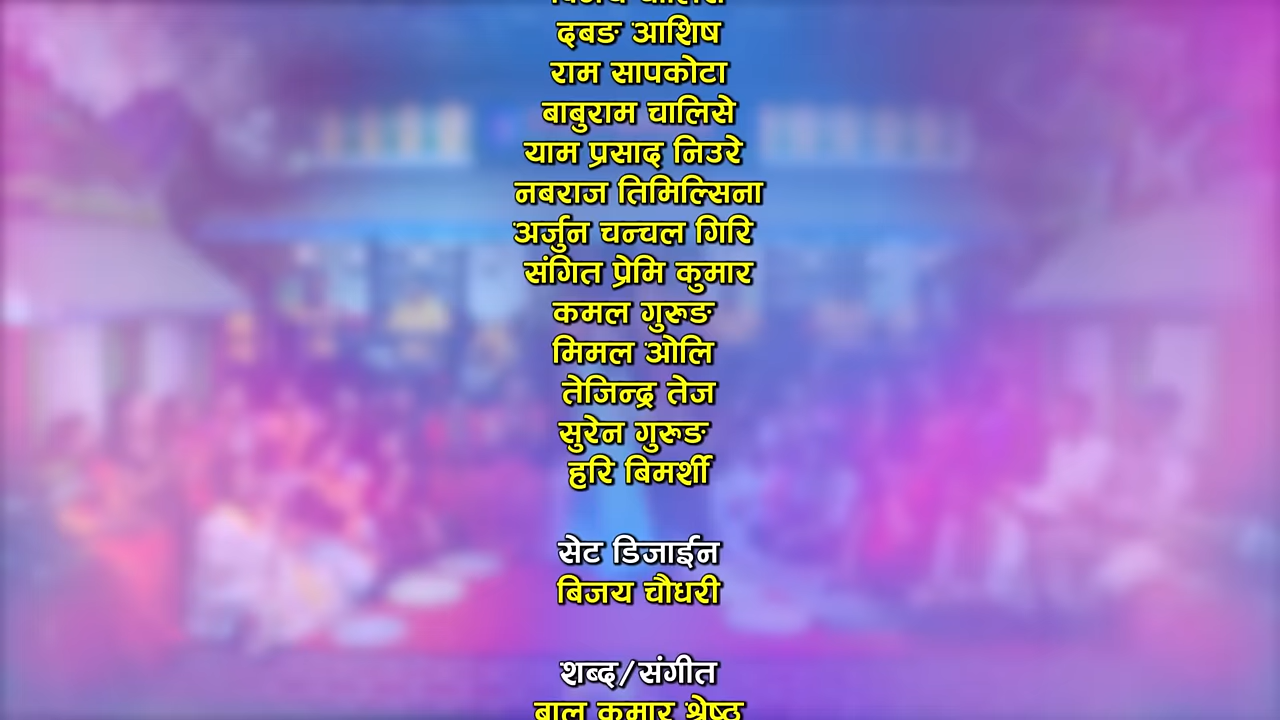 दबङ आशिष
राम सापकोटा
बाबुराम चालिसे
याम प्रसाद निउरे
नबराज तिमिल्सिना
अर्जुन चन्चल गिरि
संगित प्रेमि कुमार
कमल गुरूङ
मिमल ओलि
तेजिन्द्र तेज
सुरेन गुरूङ
हरि बिमर्शी
सेट डिजाईन
बिजय चौधरी
शब्द/संगीत
बाल कुमार श्रेष्ठ